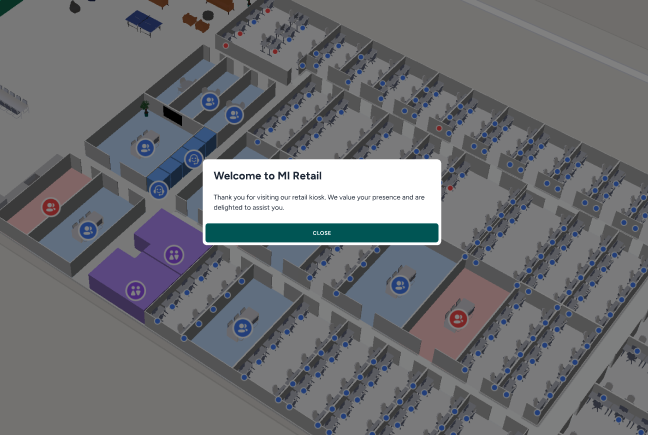 Welcome to MI Retail
Thank you for visiting our retail kiosk. We value your presence and are
delighted to assist you.
CLOSE